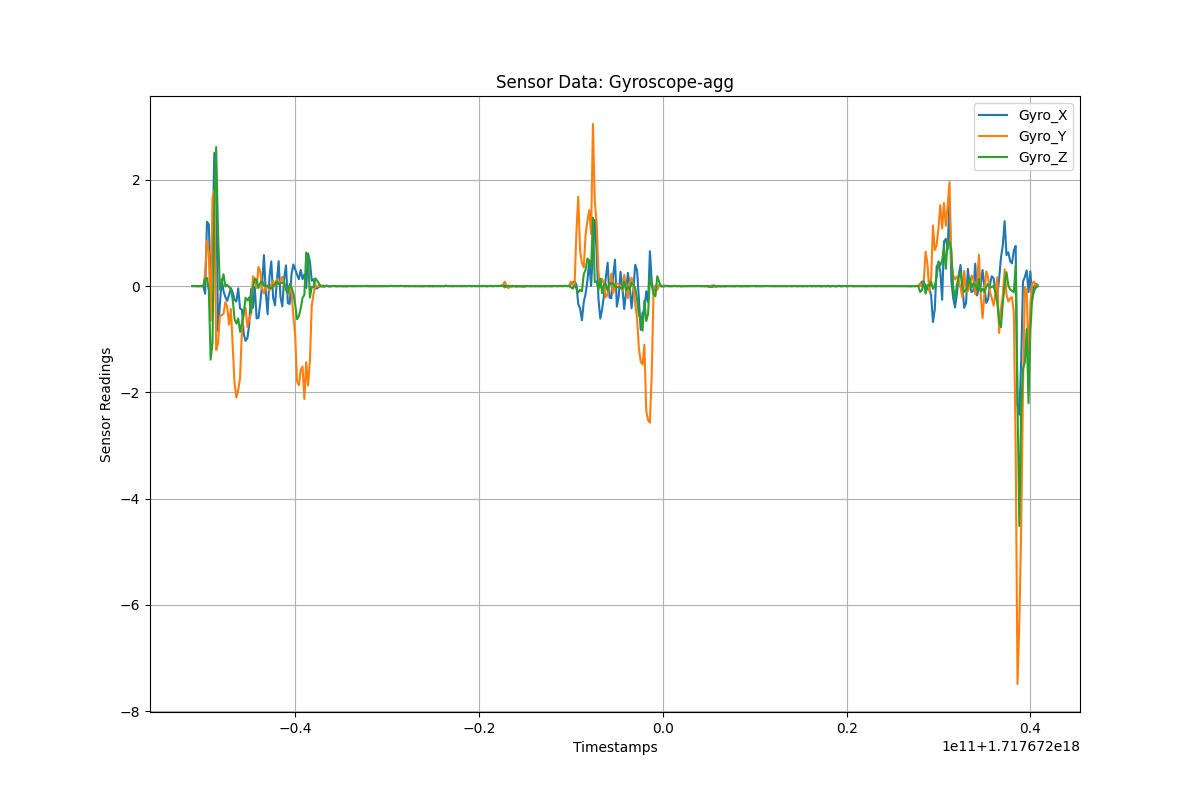 Sensor Data: Gyroscope-agg
Gyro_X
Gyro_Y
Gyro_Z
Sensor Readings
2
0
−2
−4
−6
−8
−0.4
−0.2
0.0
0.2
0.4
Timestamps
1e11+1.717672e18